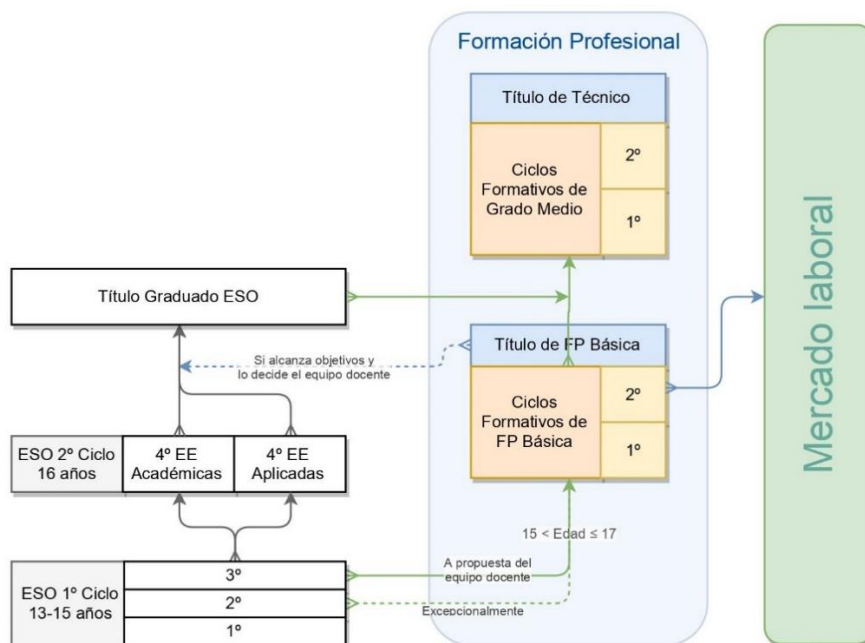 Formación Profesional
Título de Técnico
Ciclos
Formativos de
Grado Medio
2º
1º
Título Graduado ESO
Si alcanza objetivos y
lo decide el equipo docente
Título de FP Básica
Ciclos
Formativos de
FP Básica
2º
1º
ESO 2º Ciclo
16 años
4º EE
Académicas
4º EE
Aplicadas
15 < Edad ≤ 17
A propuesta del
equipo docente
Excepcionalmente
ESO 1º Ciclo
13-15 años
3º
2º
1º
Mercado laboral